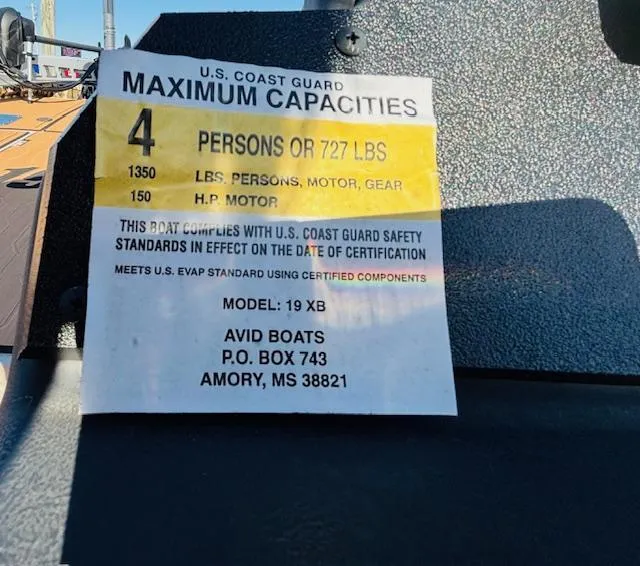 U.S. COAST GUARD
MAXIMUM CAPACITIES
4 PERSONS OR 727 LBS
1350 LBS. PERSONS, MOTOR, GEAR
150 H.P. MOTOR
THIS BOAT COMPLIES WITH U.S. COAST GUARD SAFETY
STANDARDS IN EFFECT ON THE DATE OF CERTIFICATION
MEETS U.S. EVAP STANDARD USING CERTIFIED COMPONENTS
MODEL: 19 XB
AVID BOATS
P.O. BOX 743
AMORY, MS 38821